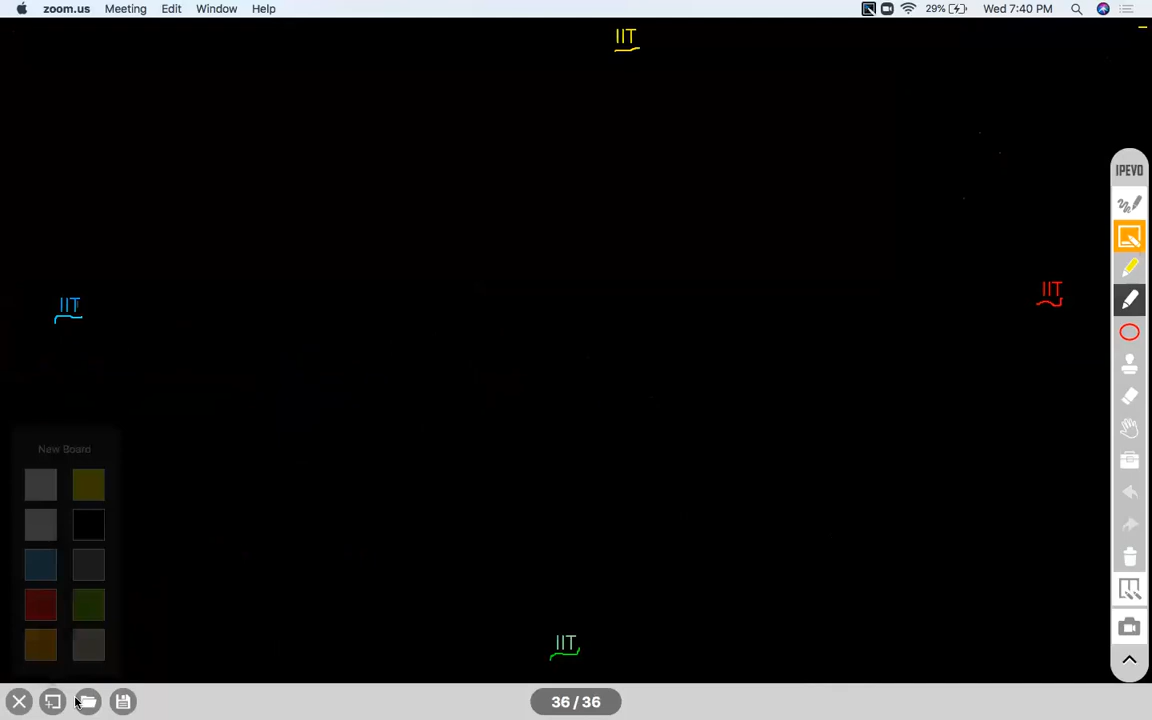 zoom.us Meeting Edit Window Help 29% Wed 7:40 PM
IIT
IPEVO
IIT
IIT
New Board
IIT
36 / 36